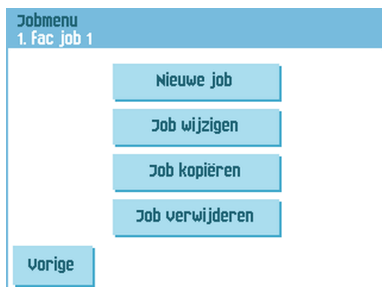 Jobmenu
1. Fac job 1
Nieuwe job
Job wijzigen
Job kopiëren
Job verwijderen
Vorige